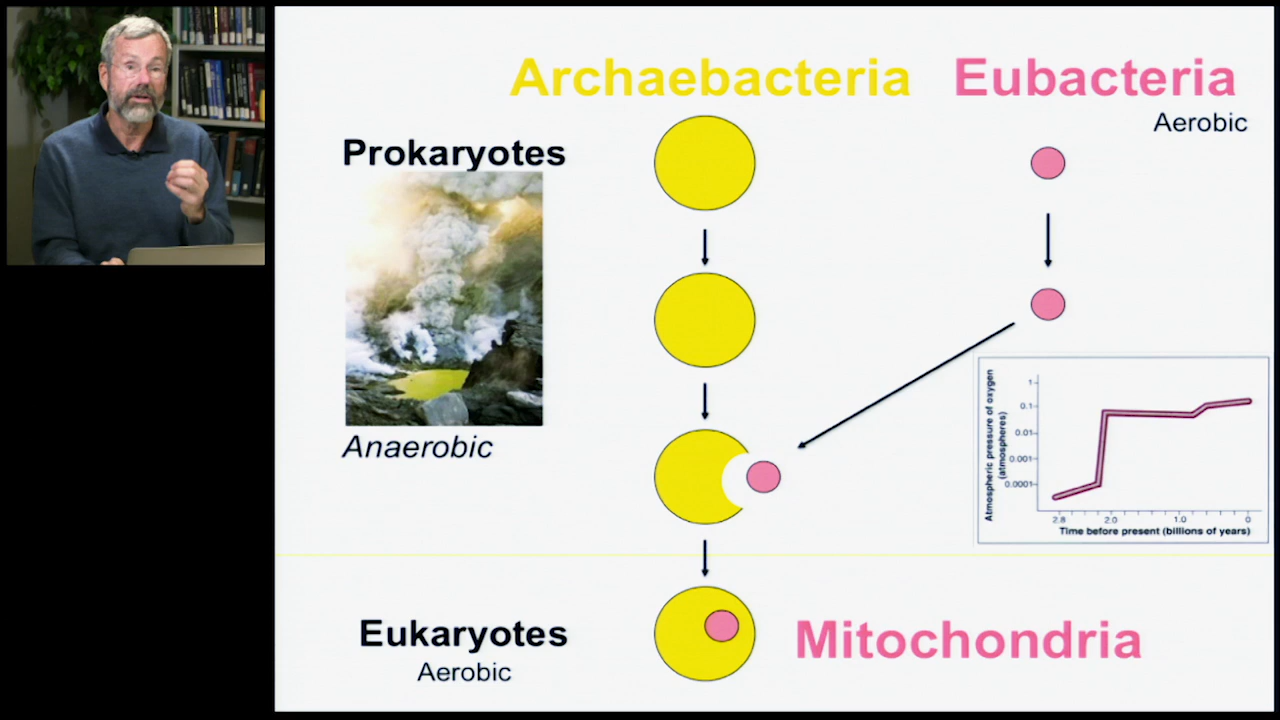 Archaebacteria
Eubacteria
Aerobic
Prokaryotes
Anaerobic
Atmospheric pressure of oxygen
(atmospheres)
1
0.1
0.01
0.001
0.0001
2.8 2.0 1.0 0
Time before present (billions of years)
Eukaryotes
Aerobic
Mitochondria